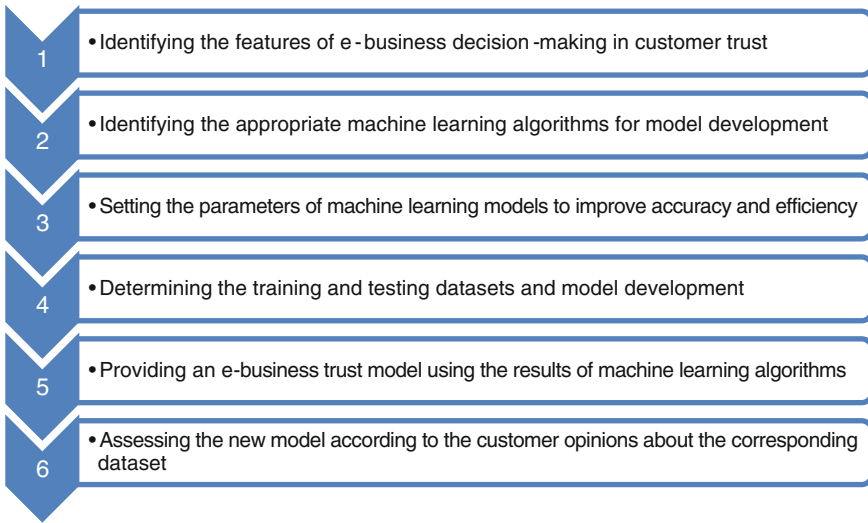 1
• Identifying the features of e-business decision-making in customer trust
2
• Identifying the appropriate machine learning algorithms for model development
3
• Setting the parameters of machine learning models to improve accuracy and efficiency
4
• Determining the training and testing datasets and model development
5
• Providing an e-business trust model using the results of machine learning algorithms
6
• Assessing the new model according to the customer opinions about the corresponding
dataset